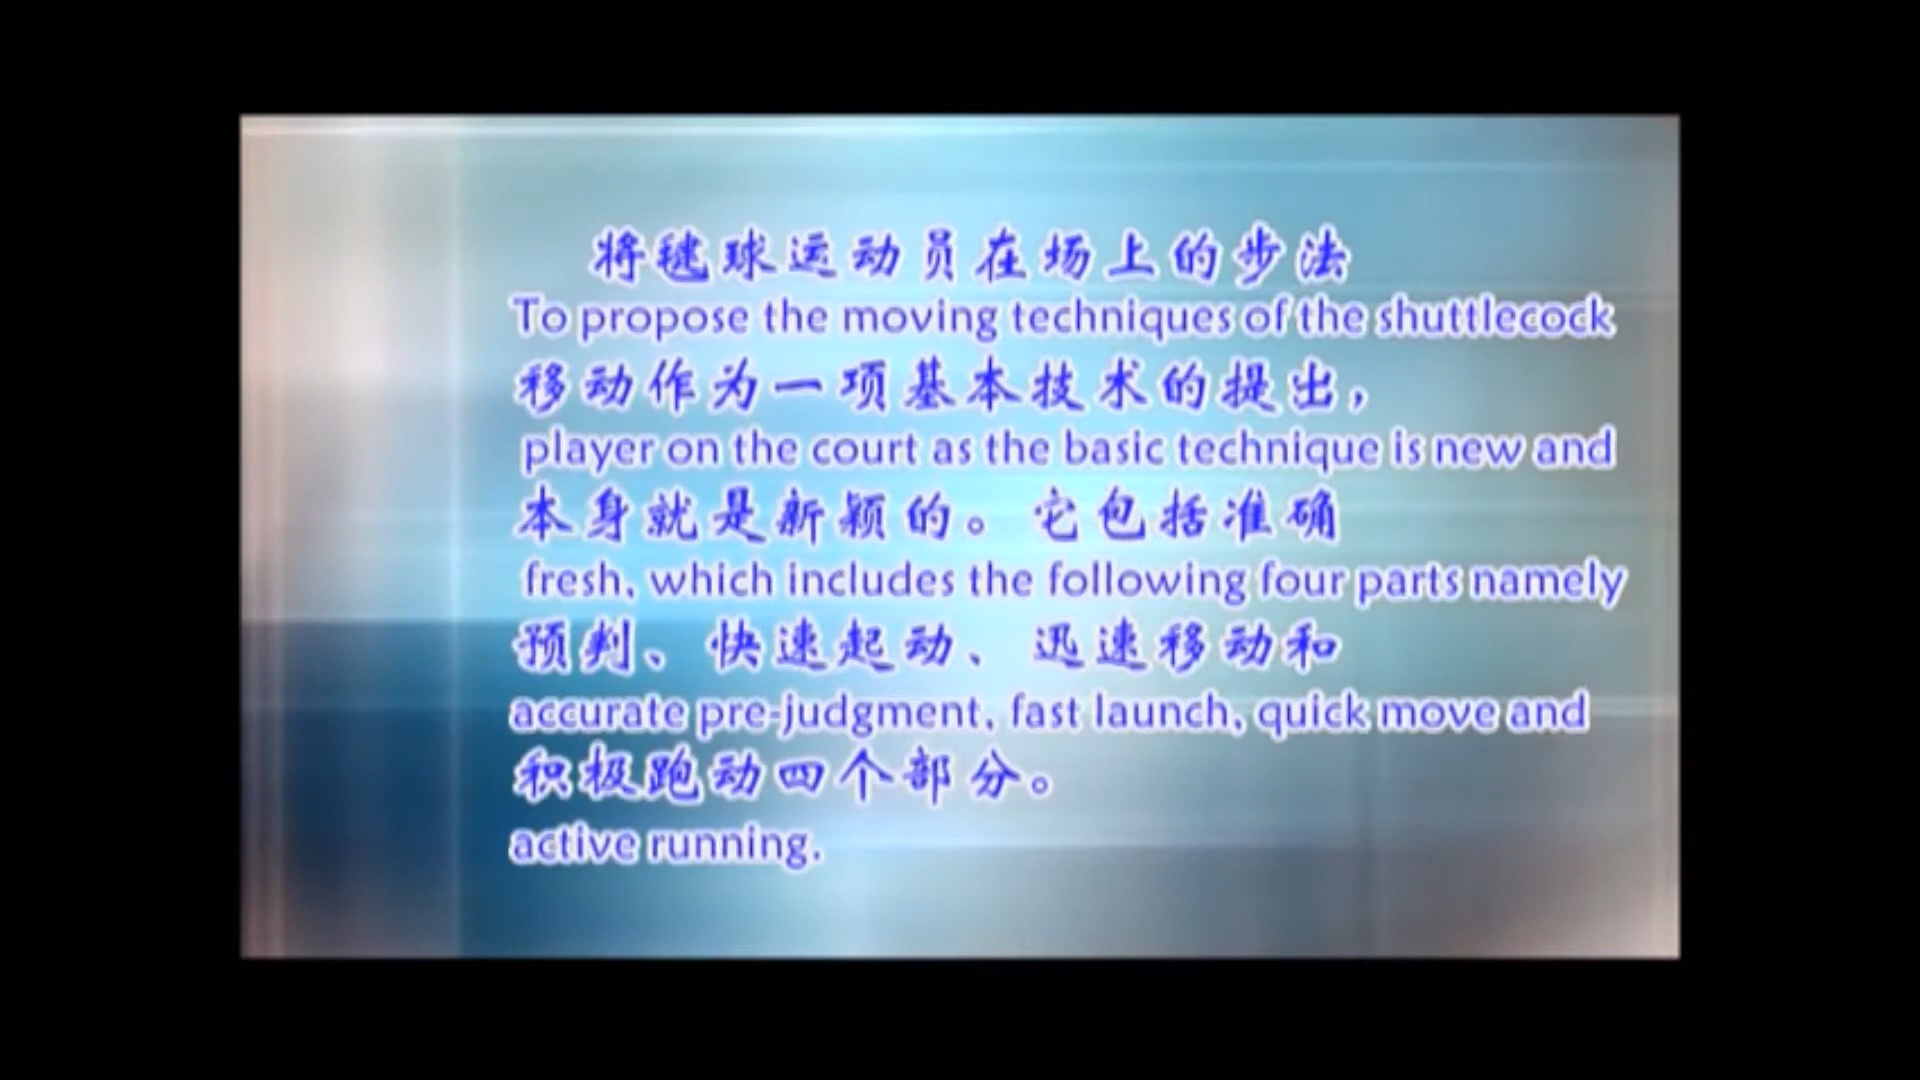 将毽球运动员在场上的步法
To propose the moving techniques of the shuttlecock
移动作为一项基本技术的提出，
player on the court as the basic technique is new and
本身就是新颖的。它包括准确
fresh, which includes the following four parts namely
预判、快速起动、迅速移动和
accurate pre-judgment, fast launch, quick move and
积极跑动四个部分。
active running.